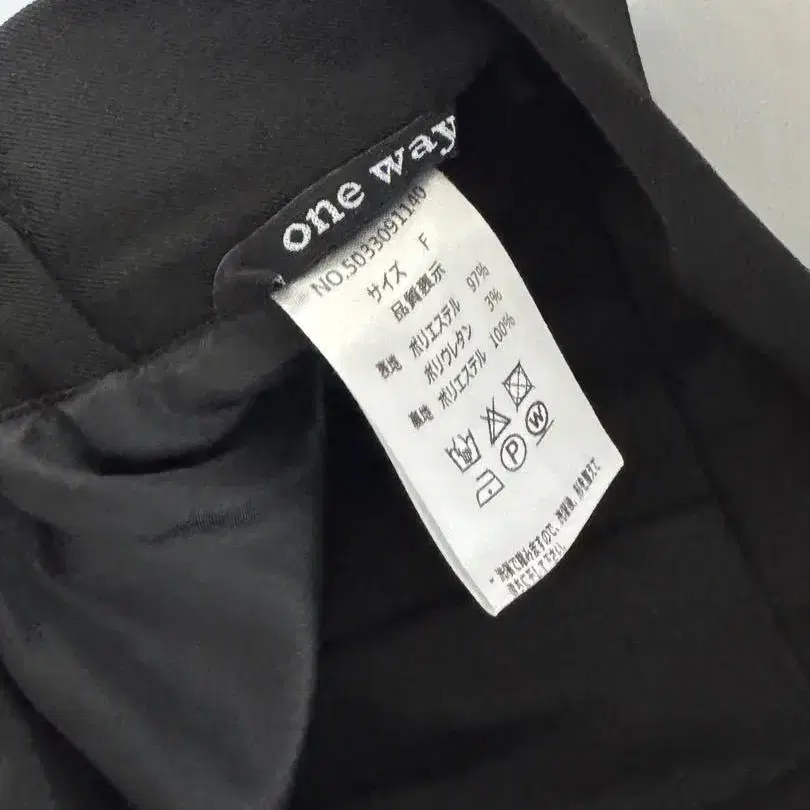 one way
NO.5033091140
サイズ F
品質表示
表地 ポリエステル 97%
ポリウレタン 3%
裏地 ポリエステル 100%
P W